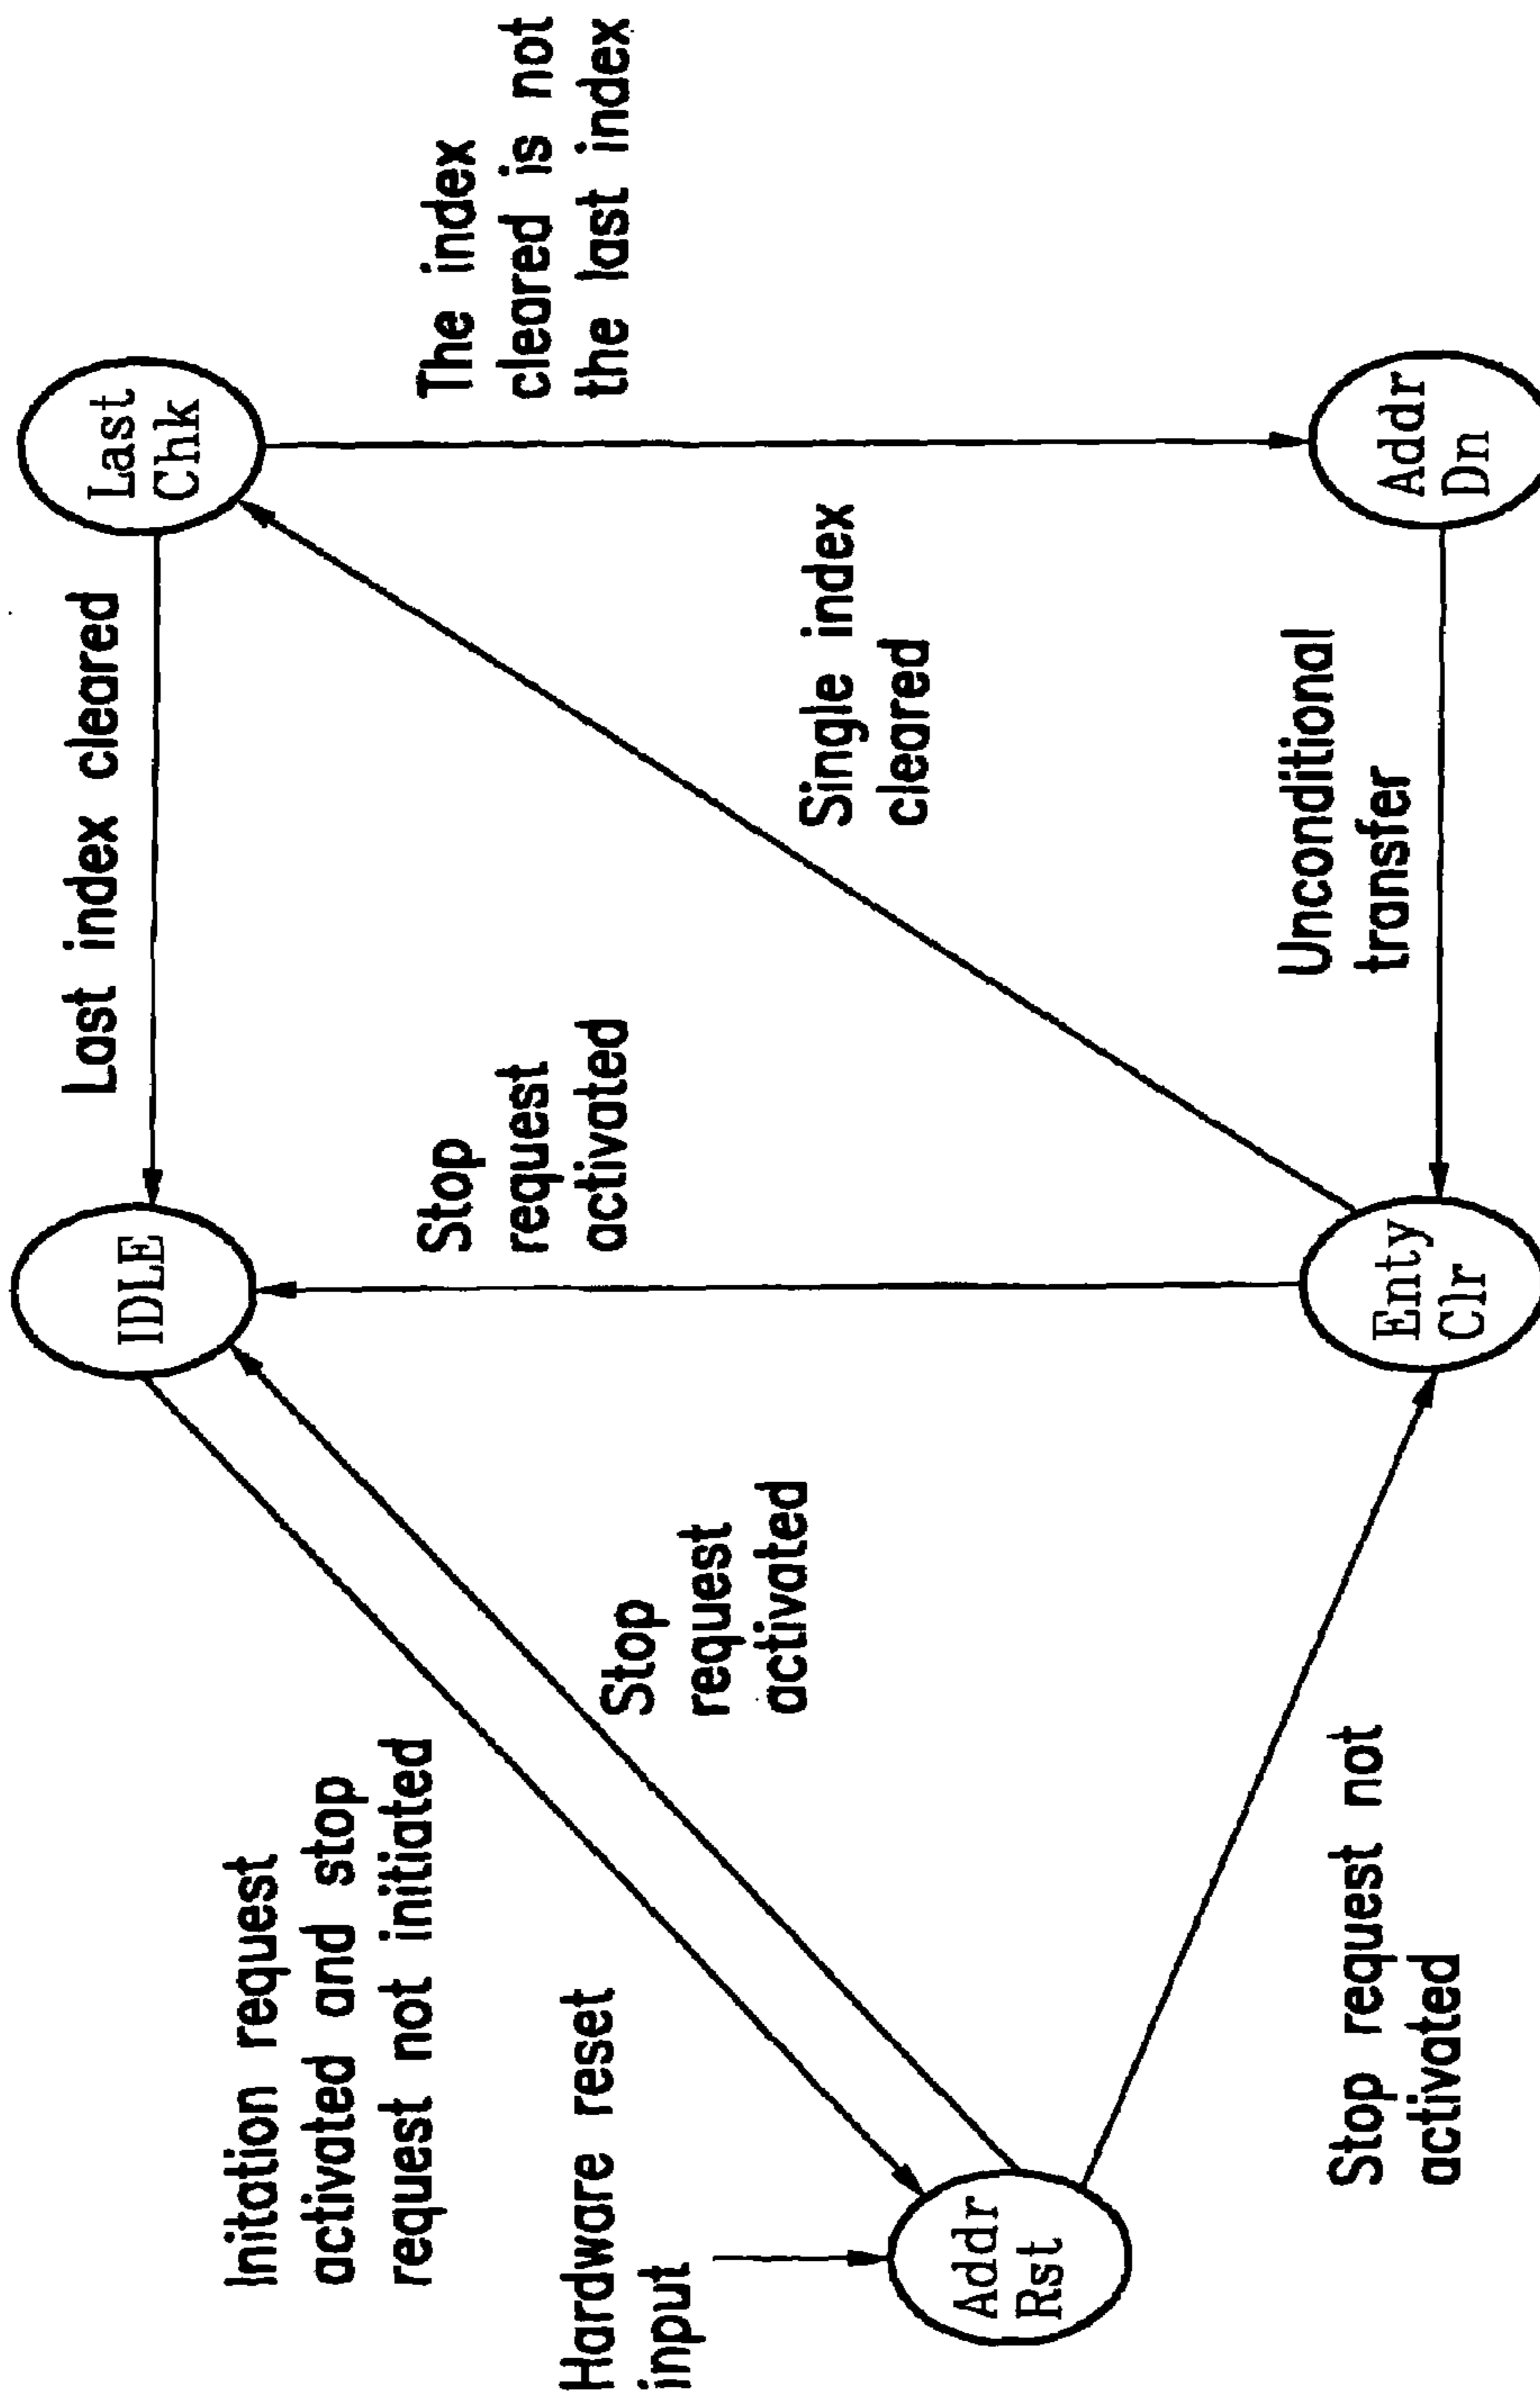 Initation request
activated and stop
request not initiated
Hardware reset
input
Addr
Rst
Stop
request
activated
Stop request not
activated
IDLE
Stop
request
activated
Enty
Clr
Last index cleared
Single index
cleared
Unconditional
transfer
Last
Chk
The index
cleared is not
the last index
Addr
Dn